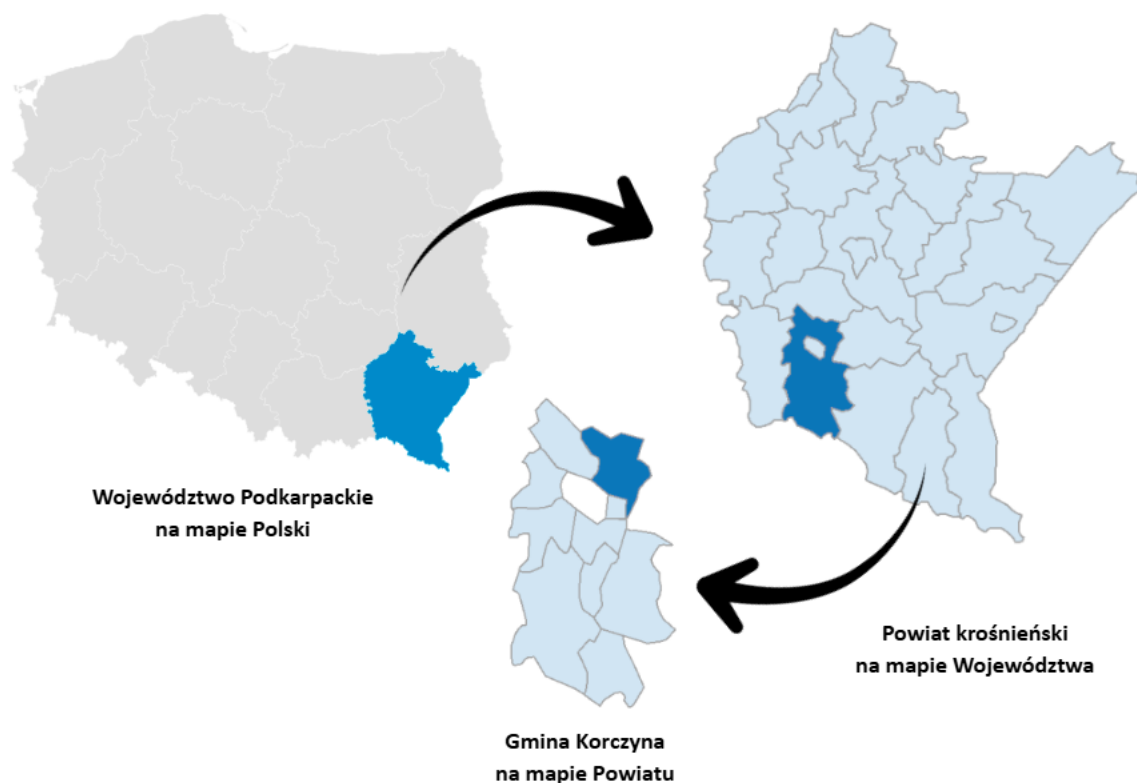 Województwo Podkarpackie
na mapie Polski
Powiat krośnieński
na mapie Województwa
Gmina Korczyna
na mapie Powiatu